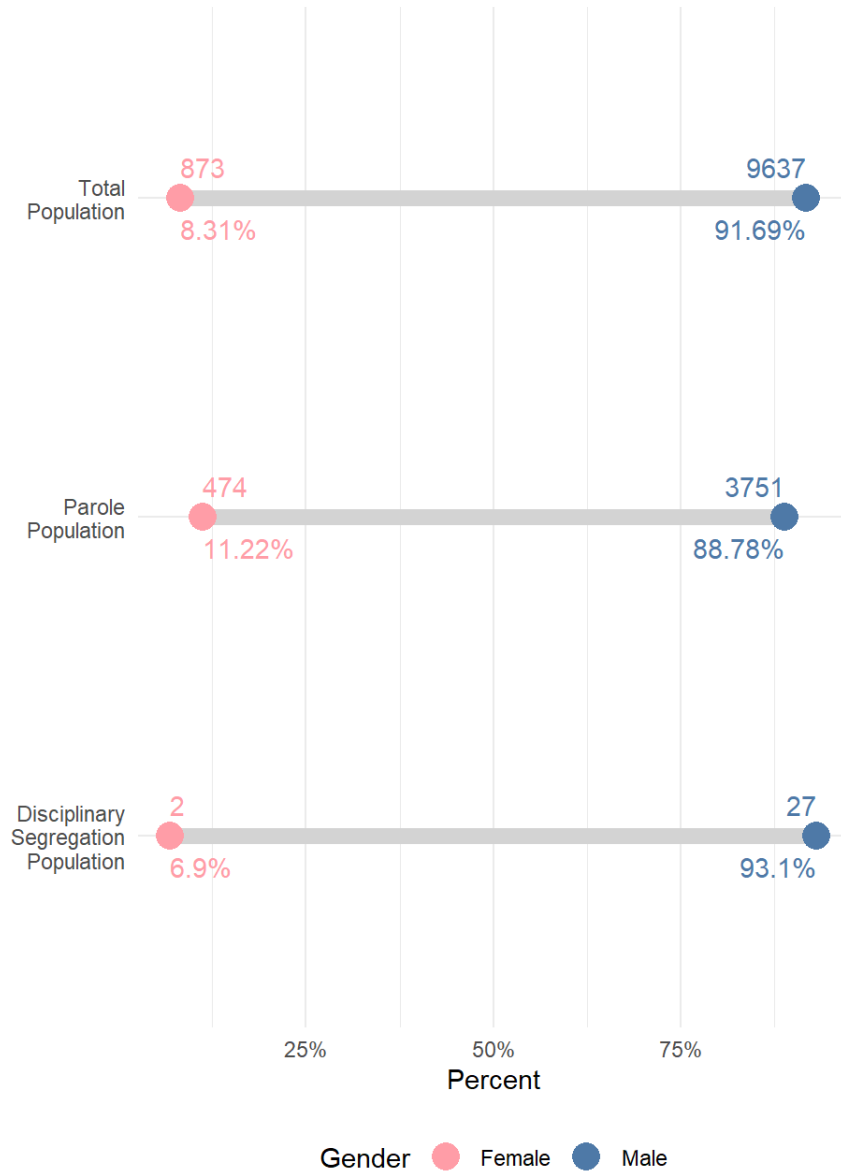 873
9637
Total
Population
8.31%
91.69%
474
3751
Parole
Population
11.22%
88.78%
2
27
Disciplinary
Segregation
Population
6.9%
93.1%
25%
50%
75%
Percent
Gender
Female
Male